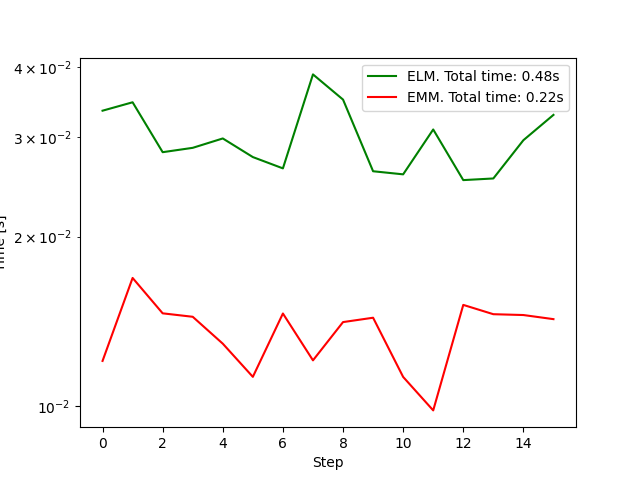 4 × 10⁻²
3 × 10⁻²
2 × 10⁻²
10⁻²
ELM. Total time: 0.48s
EMM. Total time: 0.22s
0 2 4 6 8 10 12 14
Step